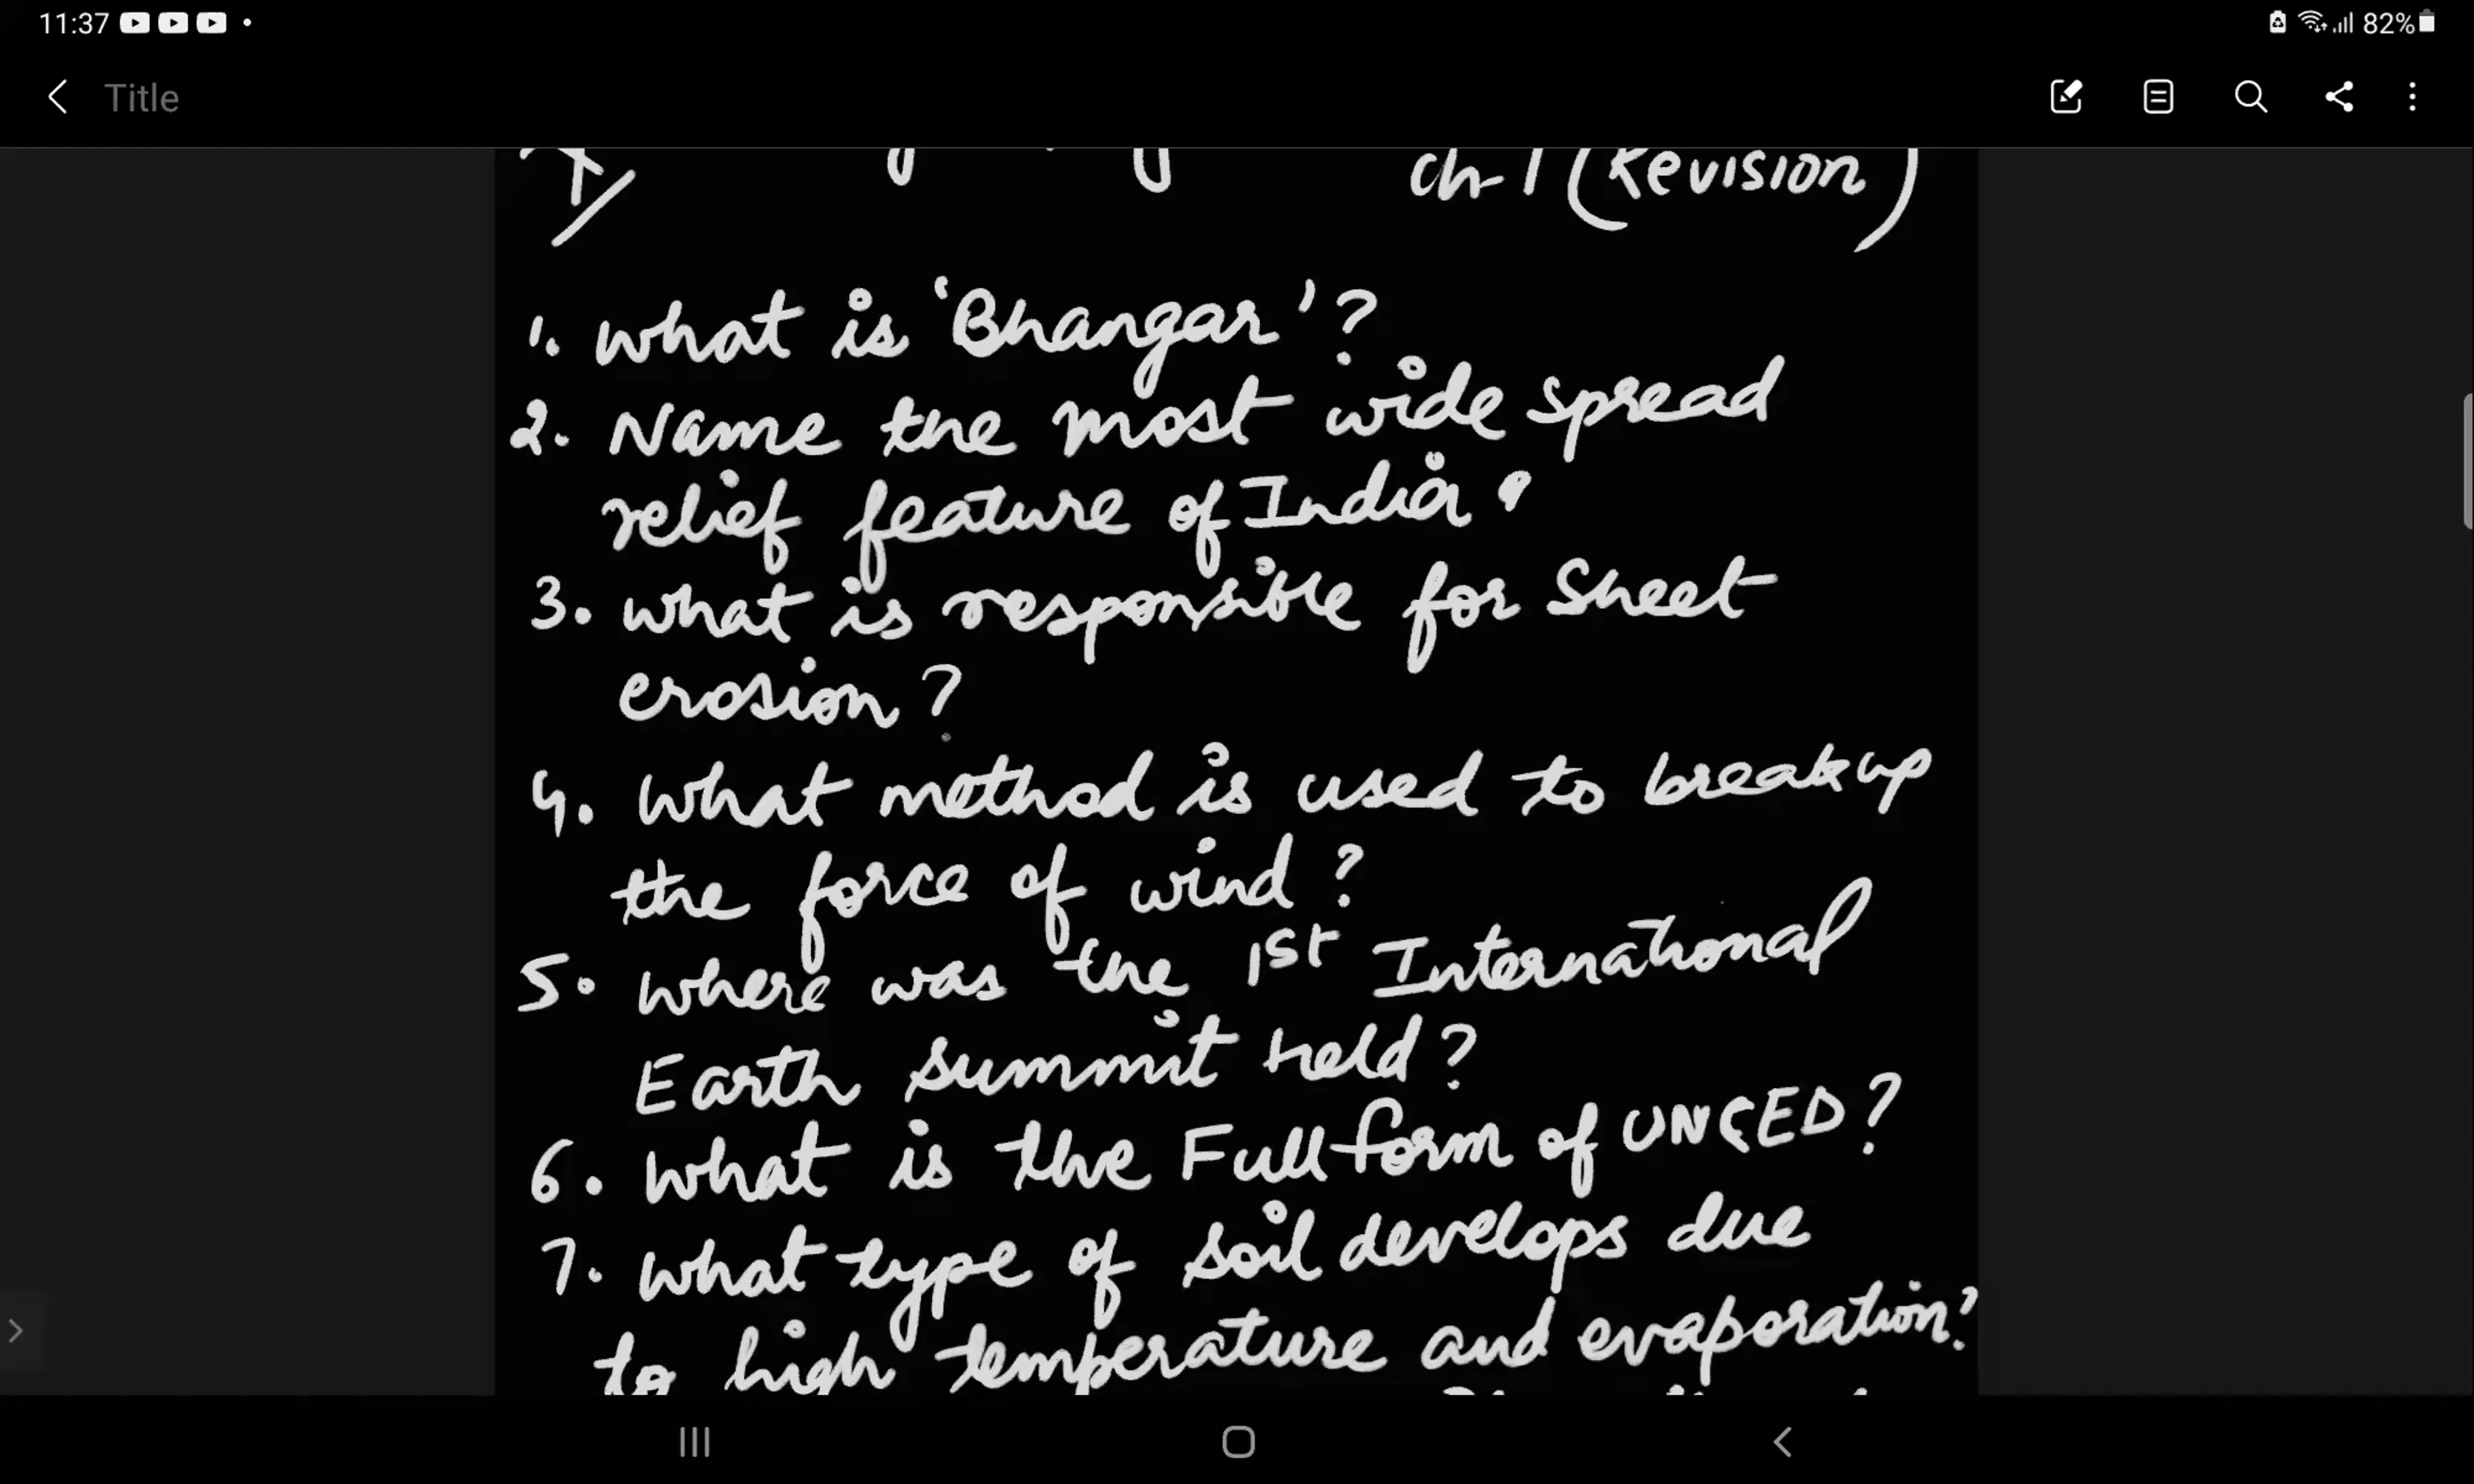 11:37
82%
Title
ch-1 (Revision)
1. What is 'Bhangar'?
2. Name the most wide spread
relief feature of India.
3. What is responsible for Sheet
erosion?
4. What method is used to breakup
the force of wind?
5. Where was the 1st International
Earth summit held?
6. What is the Full form of UNCED?
7. What type of soil develops due
to high temperature and evaporation?